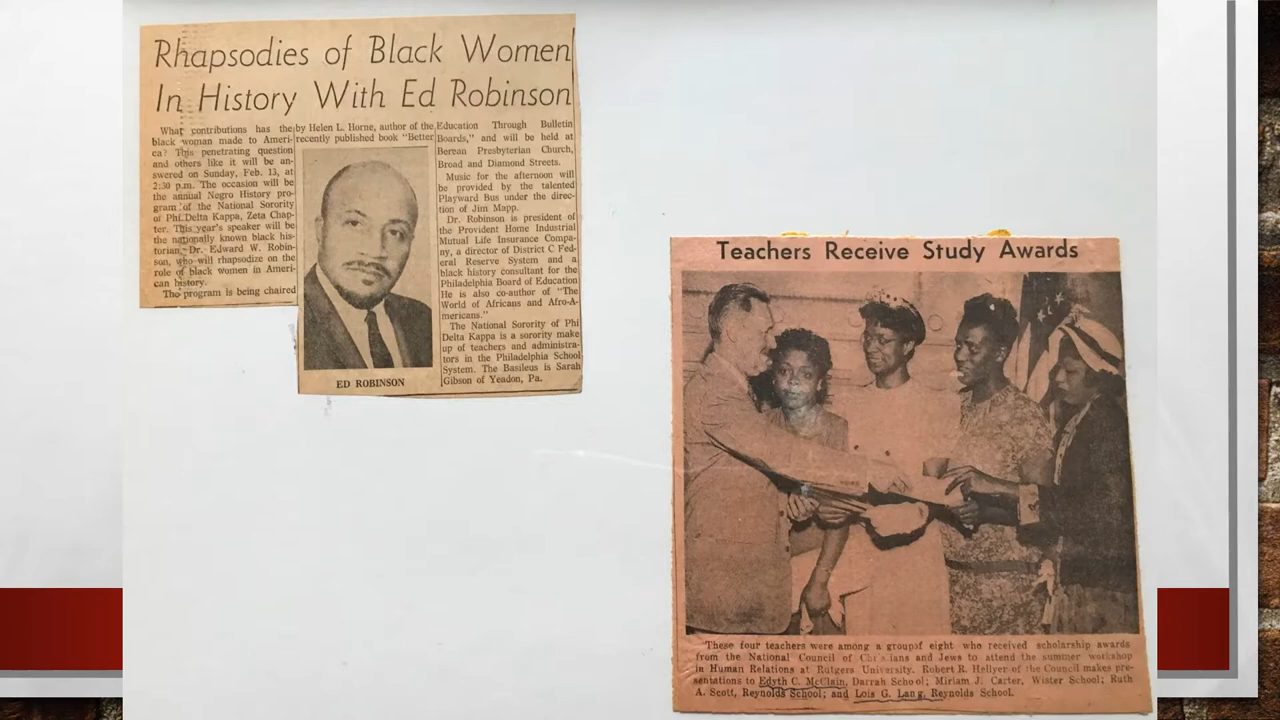 Rhapsodies of Black Women
In History With Ed Robinson
What contributions has the
black woman made to Ameri-
ca? This penetrating question
and others like it will be an-
swered on Sunday, Feb. 13, at
2:30 p.m. The occasion will be
the annual Negro History pro-
gram of the National Sorority
of Phi Delta Kappa, Zeta Chap-
ter. This year's speaker will be
the nationally known black his-
torian, Dr. Edward W. Robin-
son, who will rhapsodize on the
role of black women in Ameri-
can history.
The program is being chaired
by Helen L. Horne, author of the
recently published book "Better
ED ROBINSON
Education Through Bulletin
Boards," and will be held at
Berean Presbyterian Church,
Broad and Diamond Streets.
Music for the afternoon will
be provided by the talented
Playward Bus under the direc-
tion of Jim Mapp.
Dr. Robinson is president of
the Provident Home Industrial
Mutual Life Insurance Compa-
ny, a director of District C Fed-
eral Reserve System and a
black history consultant for the
Philadelphia Board of Education
He is also co-author of "The
World of Africans and Afro-A-
mericans."
The National Sorority of Phi
Delta Kappa is a sorority make
up of teachers and administra-
tors in the Philadelphia School
System. The Basileus is Sarah
Gibson of Yeadon, Pa.
Teachers Receive Study Awards
These four teachers were among a groupsf eight who received scholarship awards
from the National Council of Christians and Jews to attend the summer workshop
in Human Relations at Rutgers University. Robert R. Hellyer of the Council makes pre-
sentations to Edyth C. McClain, Darrah School; Miriam J. Carter, Wister School; Ruth
A. Scott, Reynolds School; and Lois G. Lang, Reynolds School.